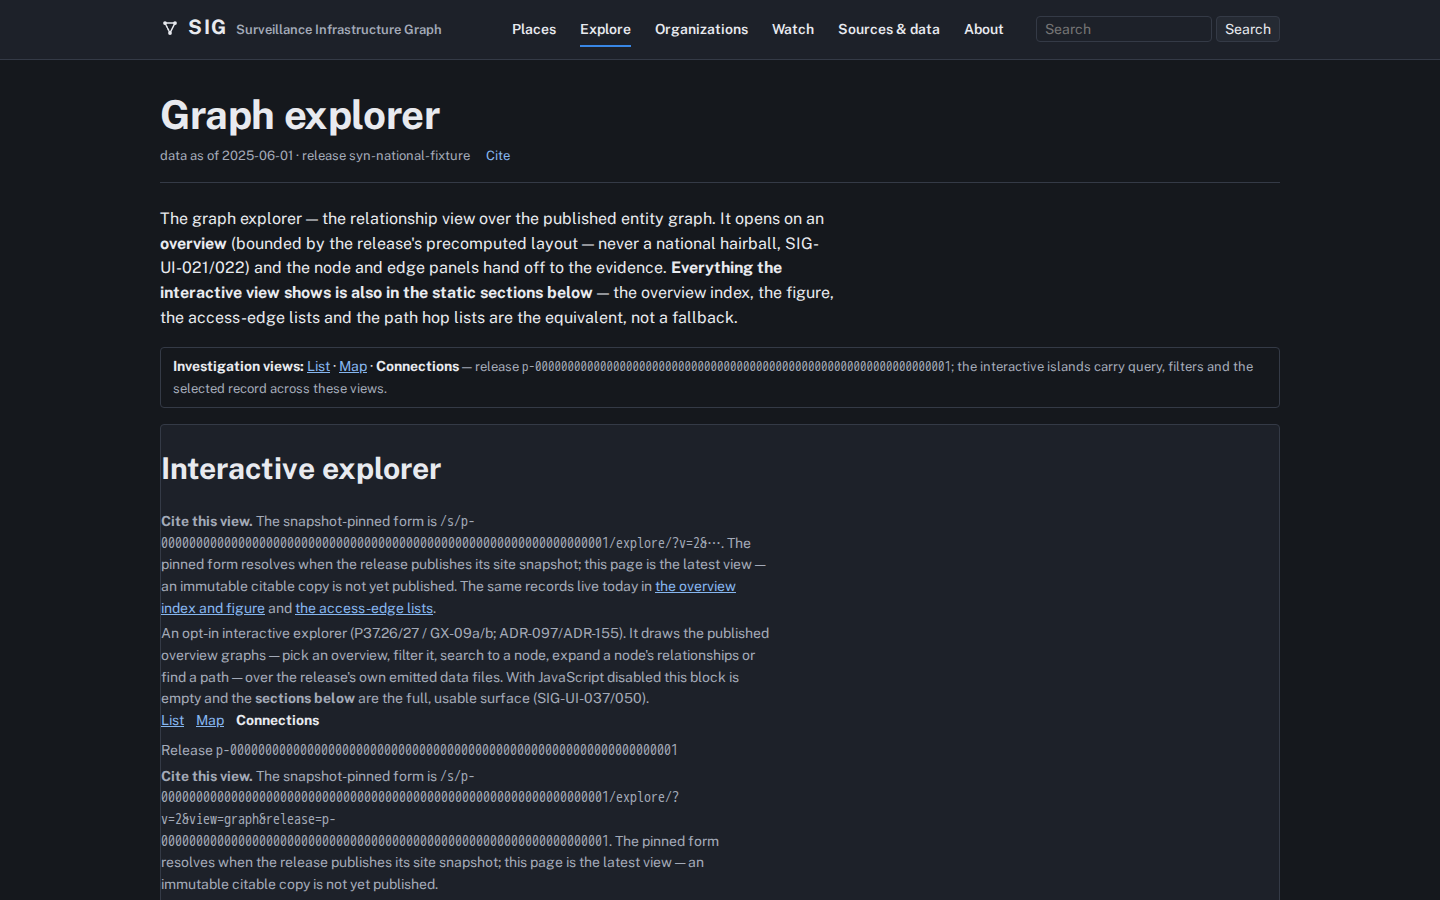 SIG Surveillance Infrastructure Graph Places Explore Organizations Watch Sources & data About Search Search
Graph explorer
data as of 2025-06-01 · release syn-national-fixture Cite
The graph explorer — the relationship view over the published entity graph. It opens on an
overview (bounded by the release's precomputed layout — never a national hairball, SIG-
UI-021/022) and the node and edge panels hand off to the evidence. Everything the
interactive view shows is also in the static sections below — the overview index, the figure,
the access-edge lists and the path hop lists are the equivalent, not a fallback.
Investigation views: List · Map · Connections — release p-0000000000000000000000000000000000000000000000000000000000000001; the interactive islands carry query, filters and the
selected record across these views.
Interactive explorer
Cite this view. The snapshot-pinned form is /s/p-
0000000000000000000000000000000000000000000000000000000000000001/explore/?v=2&⋯. The
pinned form resolves when the release publishes its site snapshot; this page is the latest view —
an immutable citable copy is not yet published. The same records live today in the overview
index and figure and the access-edge lists.
An opt-in interactive explorer (P37.26/27 / GX-09a/b; ADR-097/ADR-155). It draws the published
overview graphs — pick an overview, filter it, search to a node, expand a node's relationships or
find a path — over the release's own emitted data files. With JavaScript disabled this block is
empty and the sections below are the full, usable surface (SIG-UI-037/050).
List Map Connections
Release p-0000000000000000000000000000000000000000000000000000000000000001
Cite this view. The snapshot-pinned form is /s/p-
0000000000000000000000000000000000000000000000000000000000000001/explore/?
v=2&view=graph&release=p-
0000000000000000000000000000000000000000000000000000000000000001. The pinned form
resolves when the release publishes its site snapshot; this page is the latest view — an
immutable citable copy is not yet published.